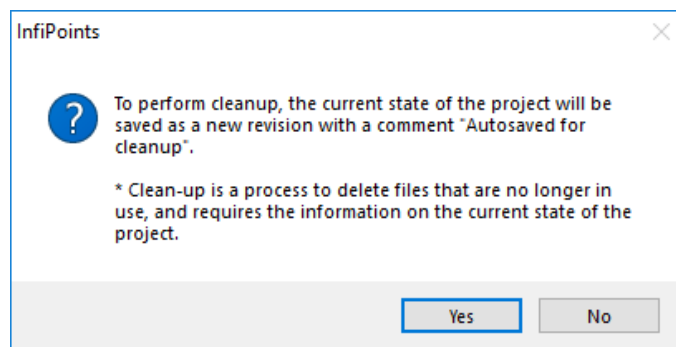 InfiPoints
To perform cleanup, the current state of the project will be
saved as a new revision with a comment "Autosaved for
cleanup".
* Clean-up is a process to delete files that are no longer in
use, and requires the information on the current state of the
project.
Yes
No